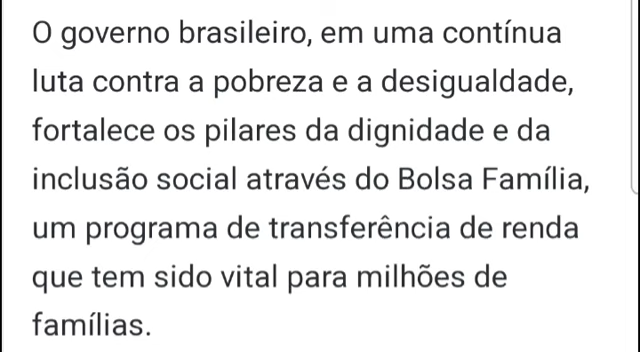 O governo brasileiro, em uma contínua
luta contra a pobreza e a desigualdade,
fortalece os pilares da dignidade e da
inclusão social através do Bolsa Família,
um programa de transferência de renda
que tem sido vital para milhões de
famílias.